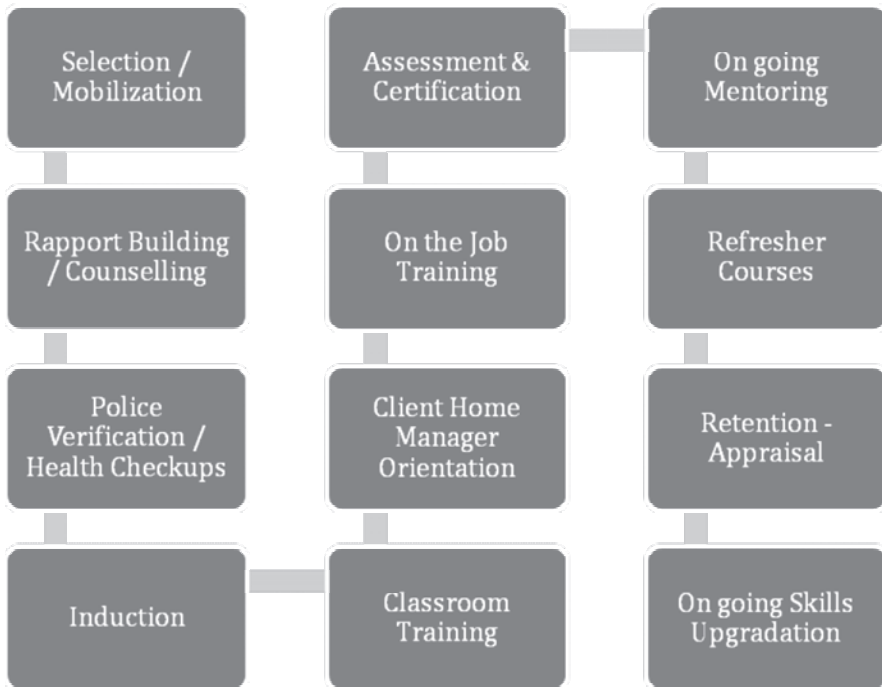 Selection /
Mobilization
Rapport Building
/ Counselling
Police
Verification /
Health Checkups
Induction
Classroom
Training
Client Home
Manager
Orientation
On the Job
Training
Assessment &
Certification
On going
Mentoring
Refresher
Courses
Retention -
Appraisal
On going Skills
Upgradation